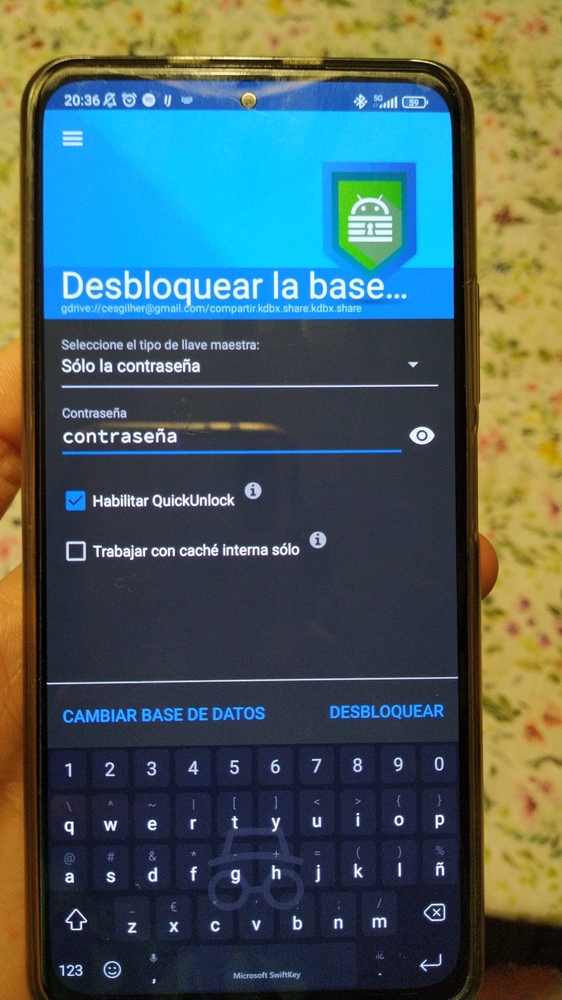 20:36 5G 59
Desbloquear la base...
gdrive://cesgilher@gmail.com/compartir.kdbx.share.kdbx.share
Seleccione el tipo de llave maestra:
Sólo la contraseña
Contraseña
contraseña
Habilitar QuickUnlock
Trabajar con caché interna sólo
CAMBIAR BASE DE DATOS DESBLOQUEAR
1 2 3 4 5 6 7 8 9 0
\ ^ ~ | [ ] < > { }
q w e r t y u i o p
@ # & * - + = ( ) %
a s d f g h j k l ñ
_ € " ' : ; /
z x c v b n m
123 , Microsoft SwiftKey .